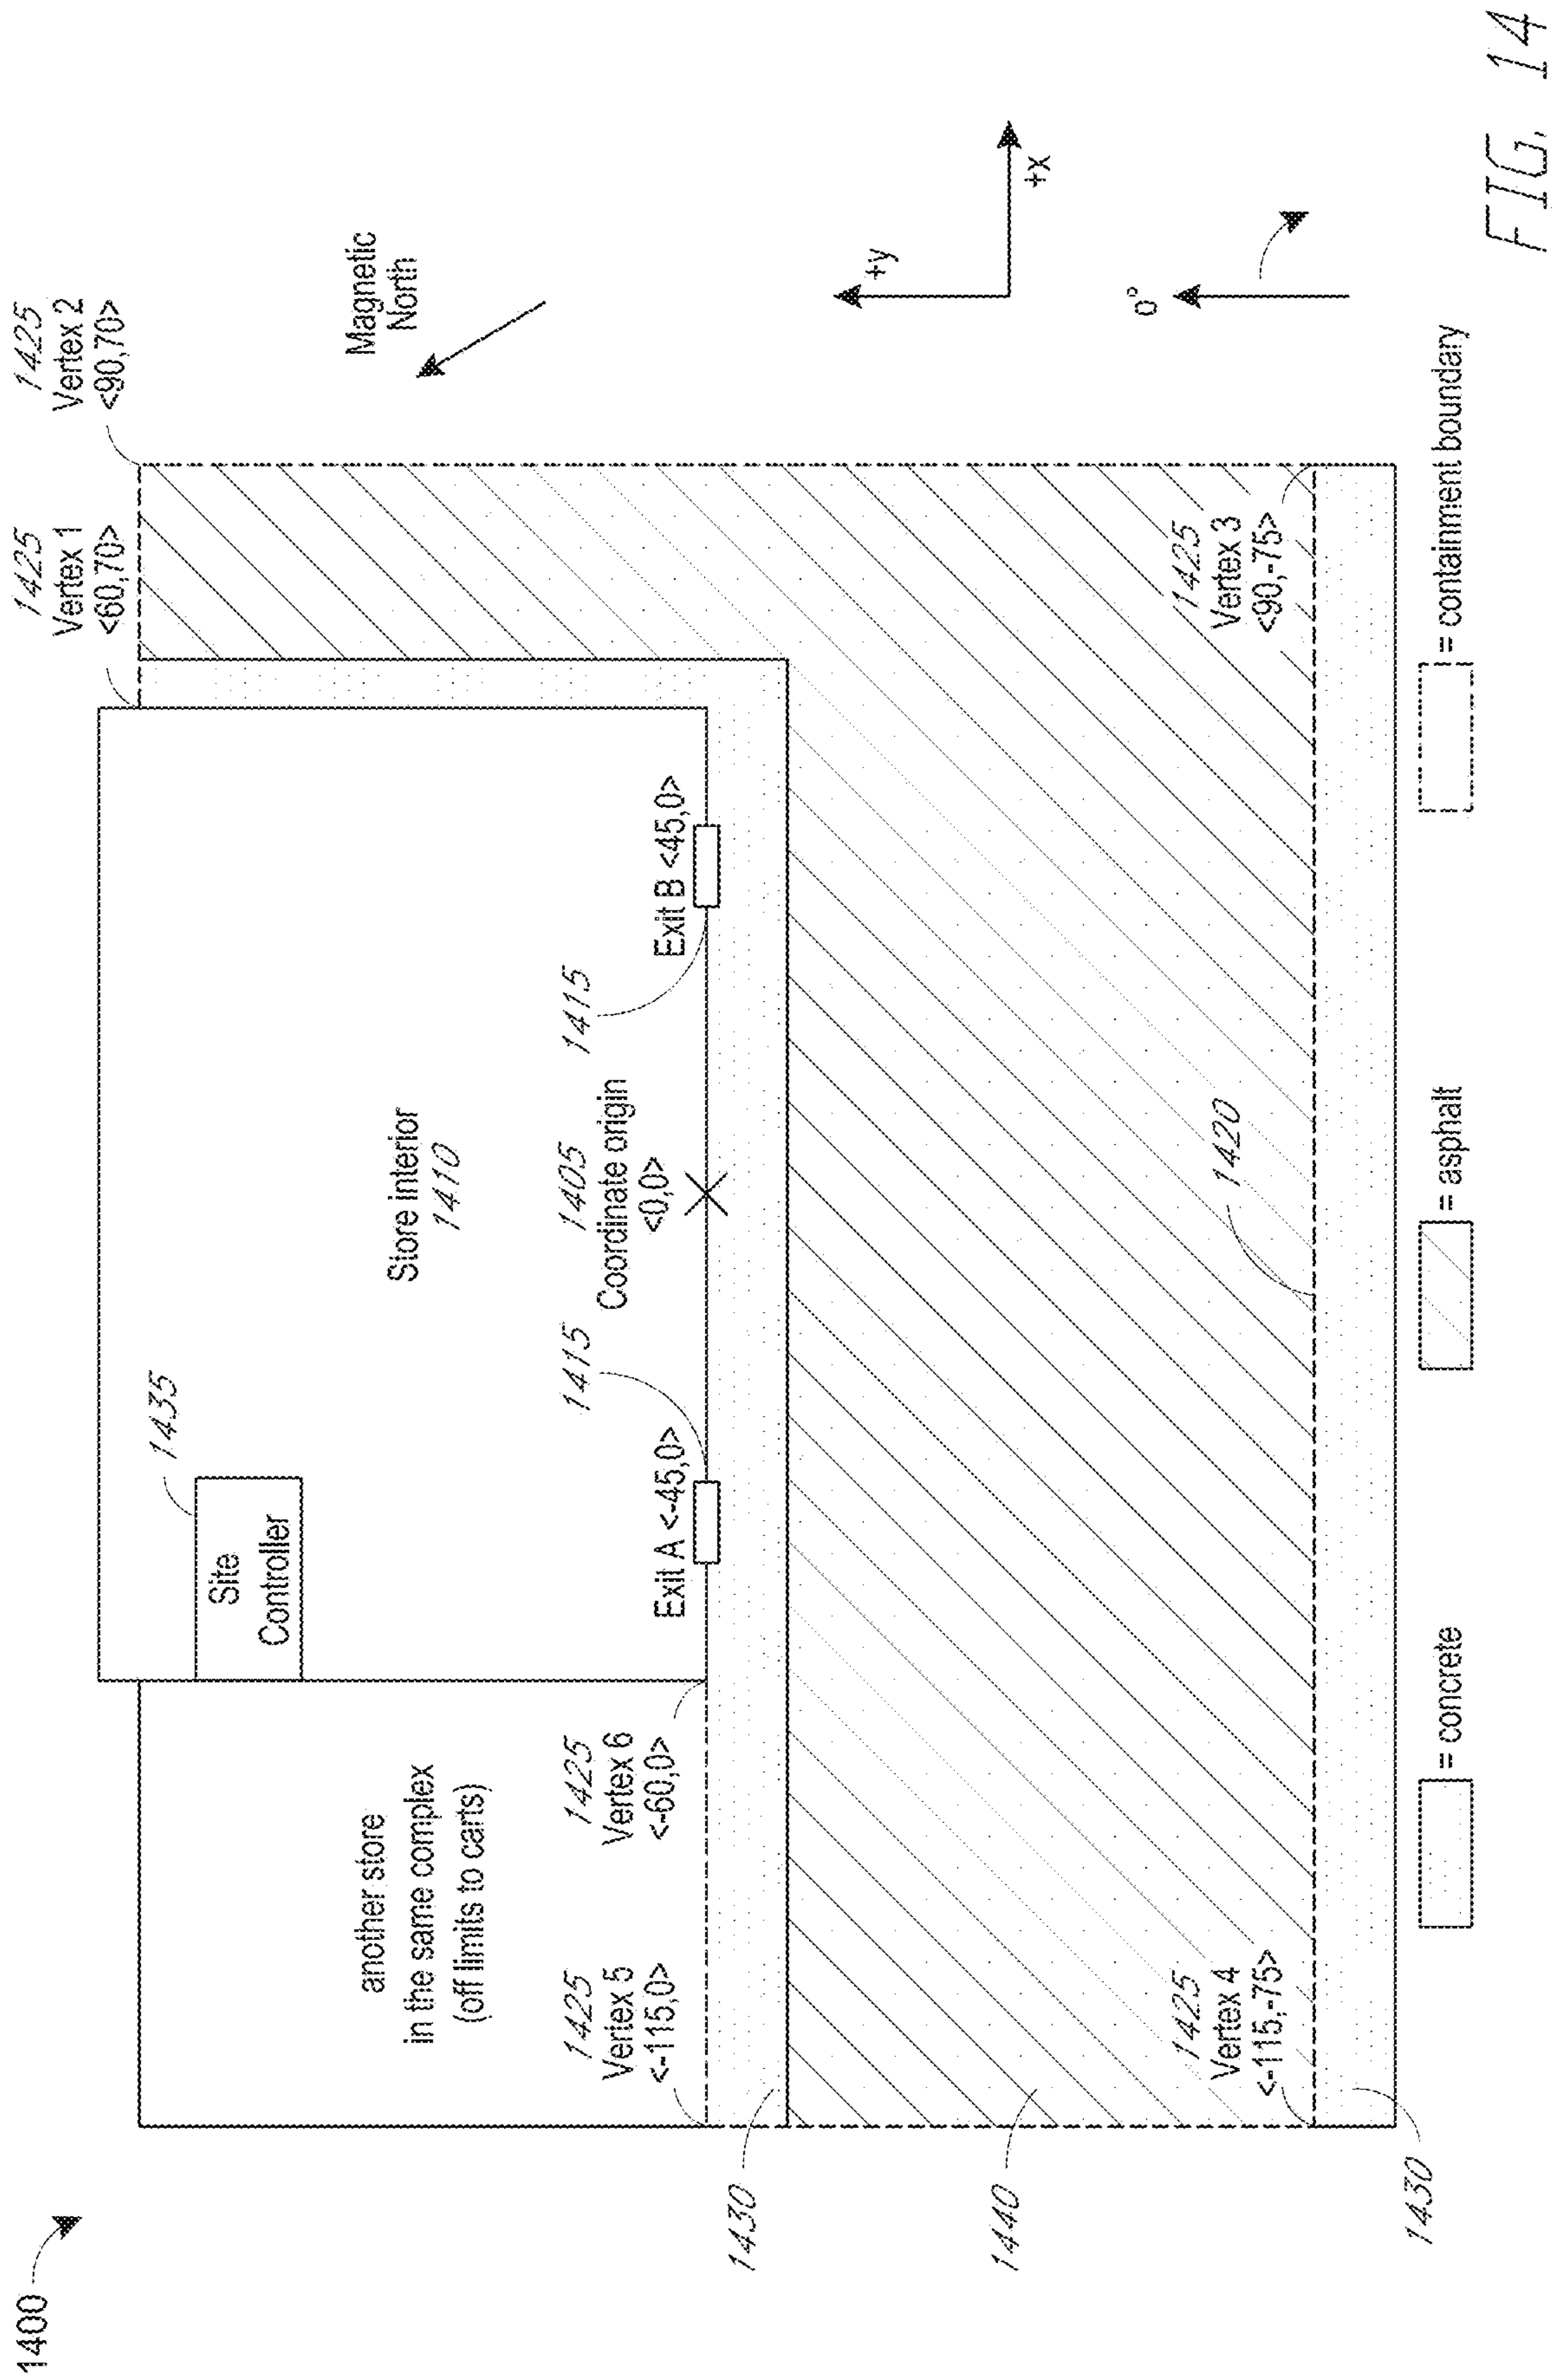 1400
1425
Vertex 1
<60,70>
1425
Vertex 2
<90,70>
Magnetic
North
1435
Site
Controller
Store interior
1410
another store
in the same complex
(off limits to carts)
1425
Vertex 5
<-115,0>
1425
Vertex 6
<-60,0>
1415
Exit A <-45,0>
1405
Coordinate origin
<0,0>
1415
Exit B <45,0>
+y
+x
0°
1430
1440
1425
Vertex 4
<-115,-75>
1420
1425
Vertex 3
<90,-75>
1430
= concrete
= asphalt
= containment boundary
FIG. 14